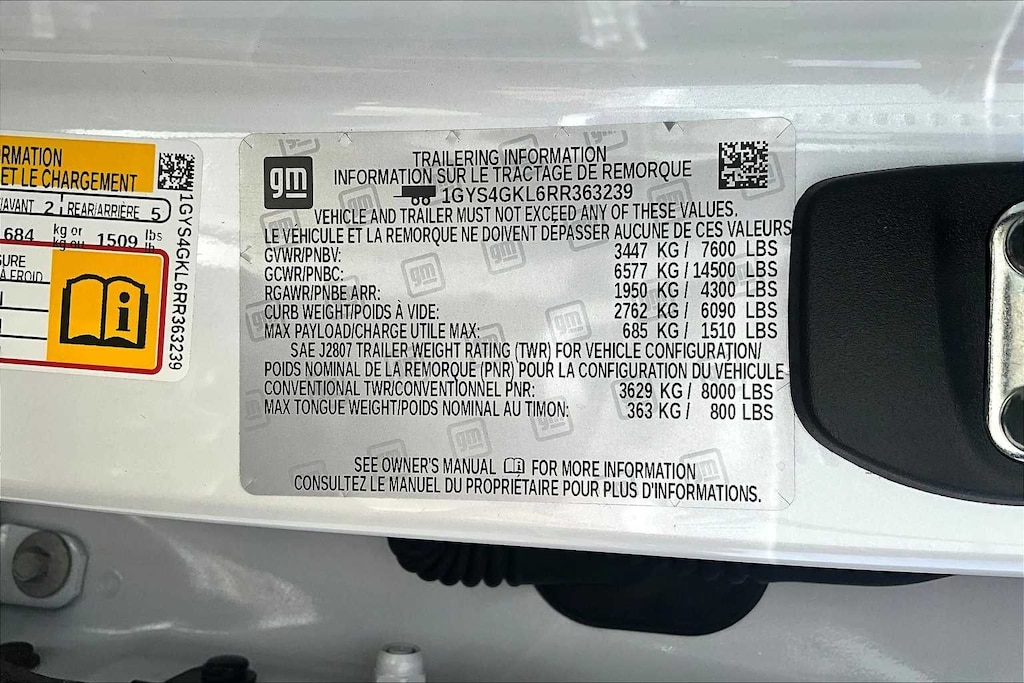 RMATION
ET LE CHARGEMENT
/AVANT 2 REAR/ARRIÈRE 5
684 kg or kg ou 1509 lbs lb
À FROID
1GYS4GKL6RR363239
gm
TRAILERING INFORMATION
INFORMATION SUR LE TRACTAGE DE REMORQUE
1GYS4GKL6RR363239
VEHICLE AND TRAILER MUST NOT EXCEED ANY OF THESE VALUES.
LE VÉHICULE ET LA REMORQUE NE DOIVENT DÉPASSER AUCUNE DE CES VALEURS
GVWR/PNBV: 3447 KG / 7600 LBS
GCWR/PNBC: 6577 KG / 14500 LBS
RGAWR/PNBE ARR: 1950 KG / 4300 LBS
CURB WEIGHT/POIDS À VIDE: 2762 KG / 6090 LBS
MAX PAYLOAD/CHARGE UTILE MAX: 685 KG / 1510 LBS
SAE J2807 TRAILER WEIGHT RATING (TWR) FOR VEHICLE CONFIGURATION/
POIDS NOMINAL DE LA REMORQUE (PNR) POUR LA CONFIGURATION DU VÉHICULE
CONVENTIONAL TWR/CONVENTIONNEL PNR: 3629 KG / 8000 LBS
MAX TONGUE WEIGHT/POIDS NOMINAL AU TIMON: 363 KG / 800 LBS
SEE OWNER'S MANUAL FOR MORE INFORMATION
CONSULTEZ LE MANUEL DU PROPRIÉTAIRE POUR PLUS D'INFORMATIONS.